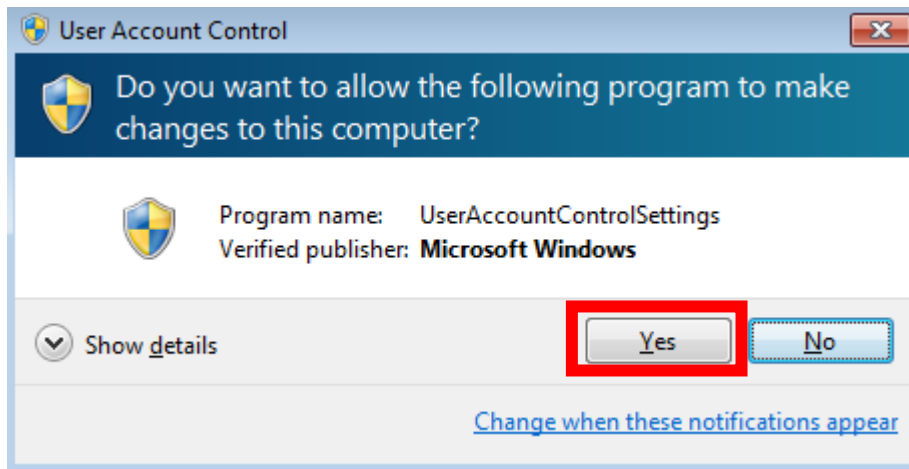 User Account Control
Do you want to allow the following program to make
changes to this computer?
Program name: UserAccountControlSettings
Verified publisher: Microsoft Windows
Show details
Yes
No
Change when these notifications appear